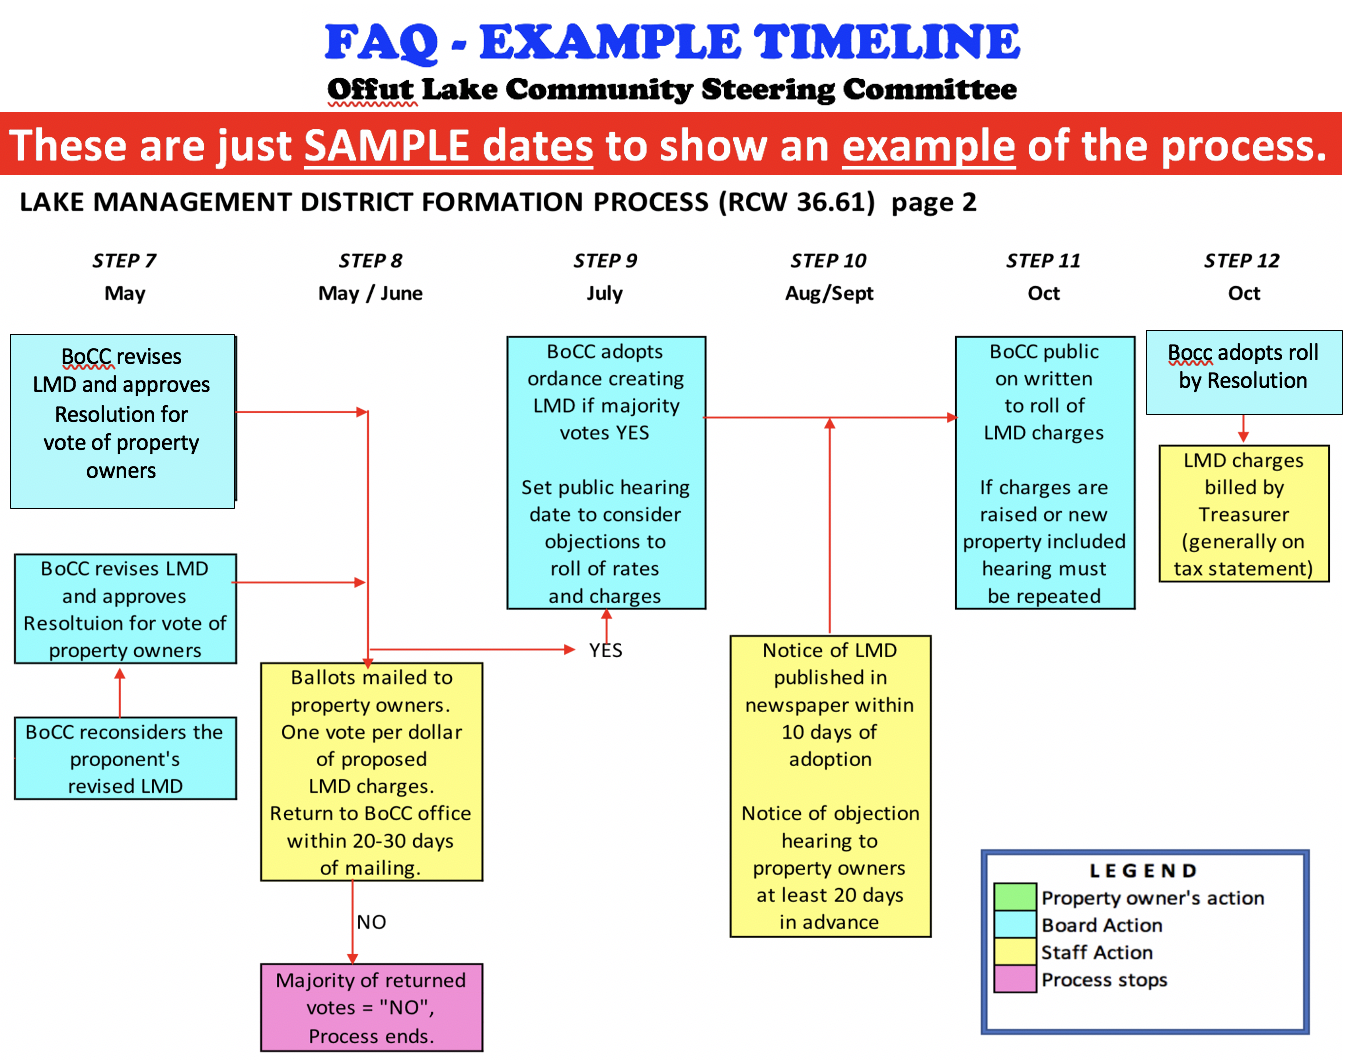 FAQ - EXAMPLE TIMELINE
Offut Lake Community Steering Committee
These are just SAMPLE dates to show an example of the process.
LAKE MANAGEMENT DISTRICT FORMATION PROCESS (RCW 36.61) page 2
STEP 7
May
BoCC revises
LMD and approves
Resolution for
vote of property
owners
BoCC revises LMD
and approves
Resoltuion for vote of
property owners
BoCC reconsiders the
proponent's
revised LMD
STEP 8
May / June
Ballots mailed to
property owners.
One vote per dollar
of proposed
LMD charges.
Return to BoCC office
within 20-30 days
of mailing.
NO
Majority of returned
votes = "NO",
Process ends.
YES
STEP 9
July
BoCC adopts
ordance creating
LMD if majority
votes YES
Set public hearing
date to consider
objections to
roll of rates
and charges
STEP 10
Aug/Sept
Notice of LMD
published in
newspaper within
10 days of
adoption
Notice of objection
hearing to
property owners
at least 20 days
in advance
STEP 11
Oct
BoCC public
on written
to roll of
LMD charges
If charges are
raised or new
property included
hearing must
be repeated
STEP 12
Oct
Bocc adopts roll
by Resolution
LMD charges
billed by
Treasurer
(generally on
tax statement)
LEGEND
Property owner's action
Board Action
Staff Action
Process stops